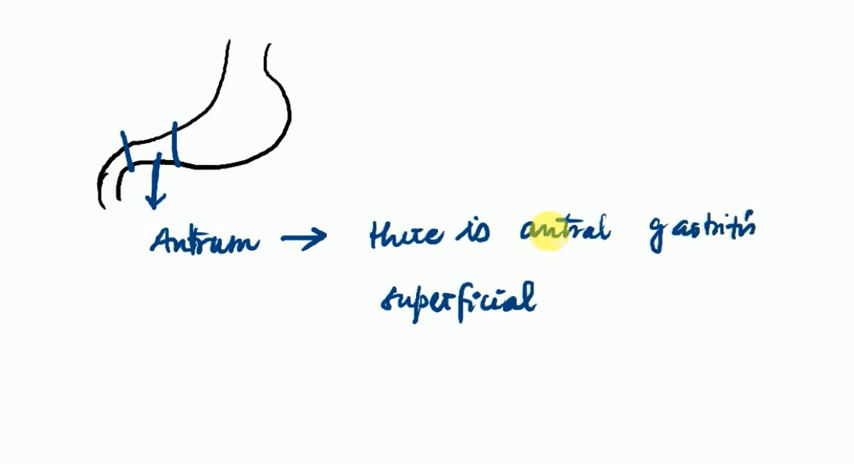 Antrum → there is antral gastritis
superficial